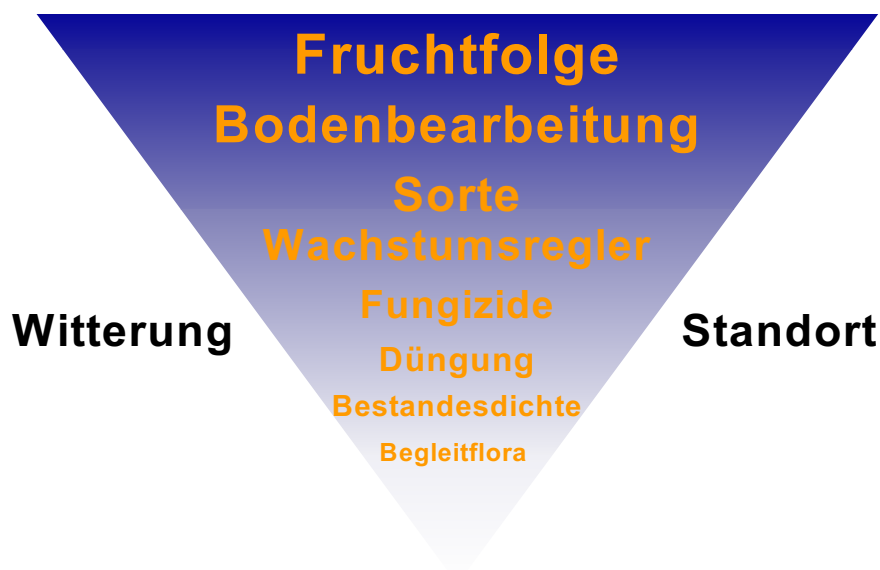 Fruchtfolge
Bodenbearbeitung
Sorte
Wachstumsregler
Fungizide
Witterung
Standort
Düngung
Bestandesdichte
Begleitflora